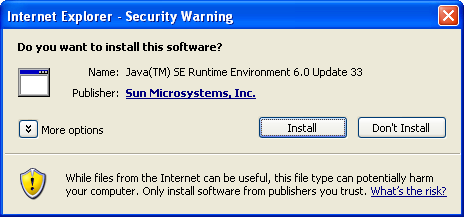 Internet Explorer - Security Warning
Do you want to install this software?
Name: Java(TM) SE Runtime Environment 6.0 Update 33
Publisher: Sun Microsystems, Inc.
More options
Install
Don't Install
While files from the Internet can be useful, this file type can potentially harm
your computer. Only install software from publishers you trust. What's the risk?